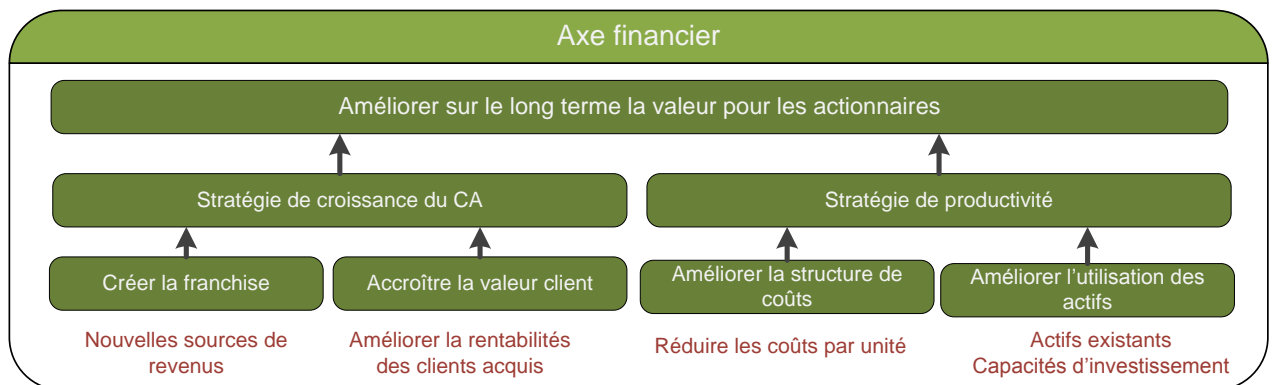 Axe financier
Améliorer sur le long terme la valeur pour les actionnaires
Stratégie de croissance du CA
Stratégie de productivité
Créer la franchise
Accroître la valeur client
Améliorer la structure de
coûts
Améliorer l’utilisation des
actifs
Nouvelles sources de
revenus
Améliorer la rentabilités
des clients acquis
Réduire les coûts par unité
Actifs existants
Capacités d’investissement